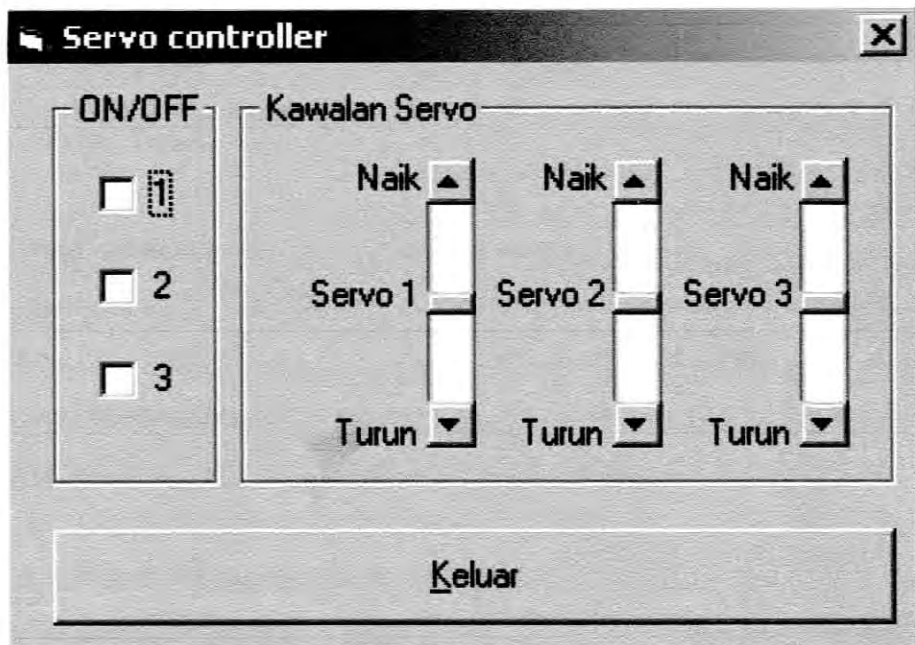 Servo controller
ON/OFF
1
2
3
Kawalan Servo
Naik Naik Naik
Servo 1 Servo 2 Servo 3
Turun Turun Turun
Keluar